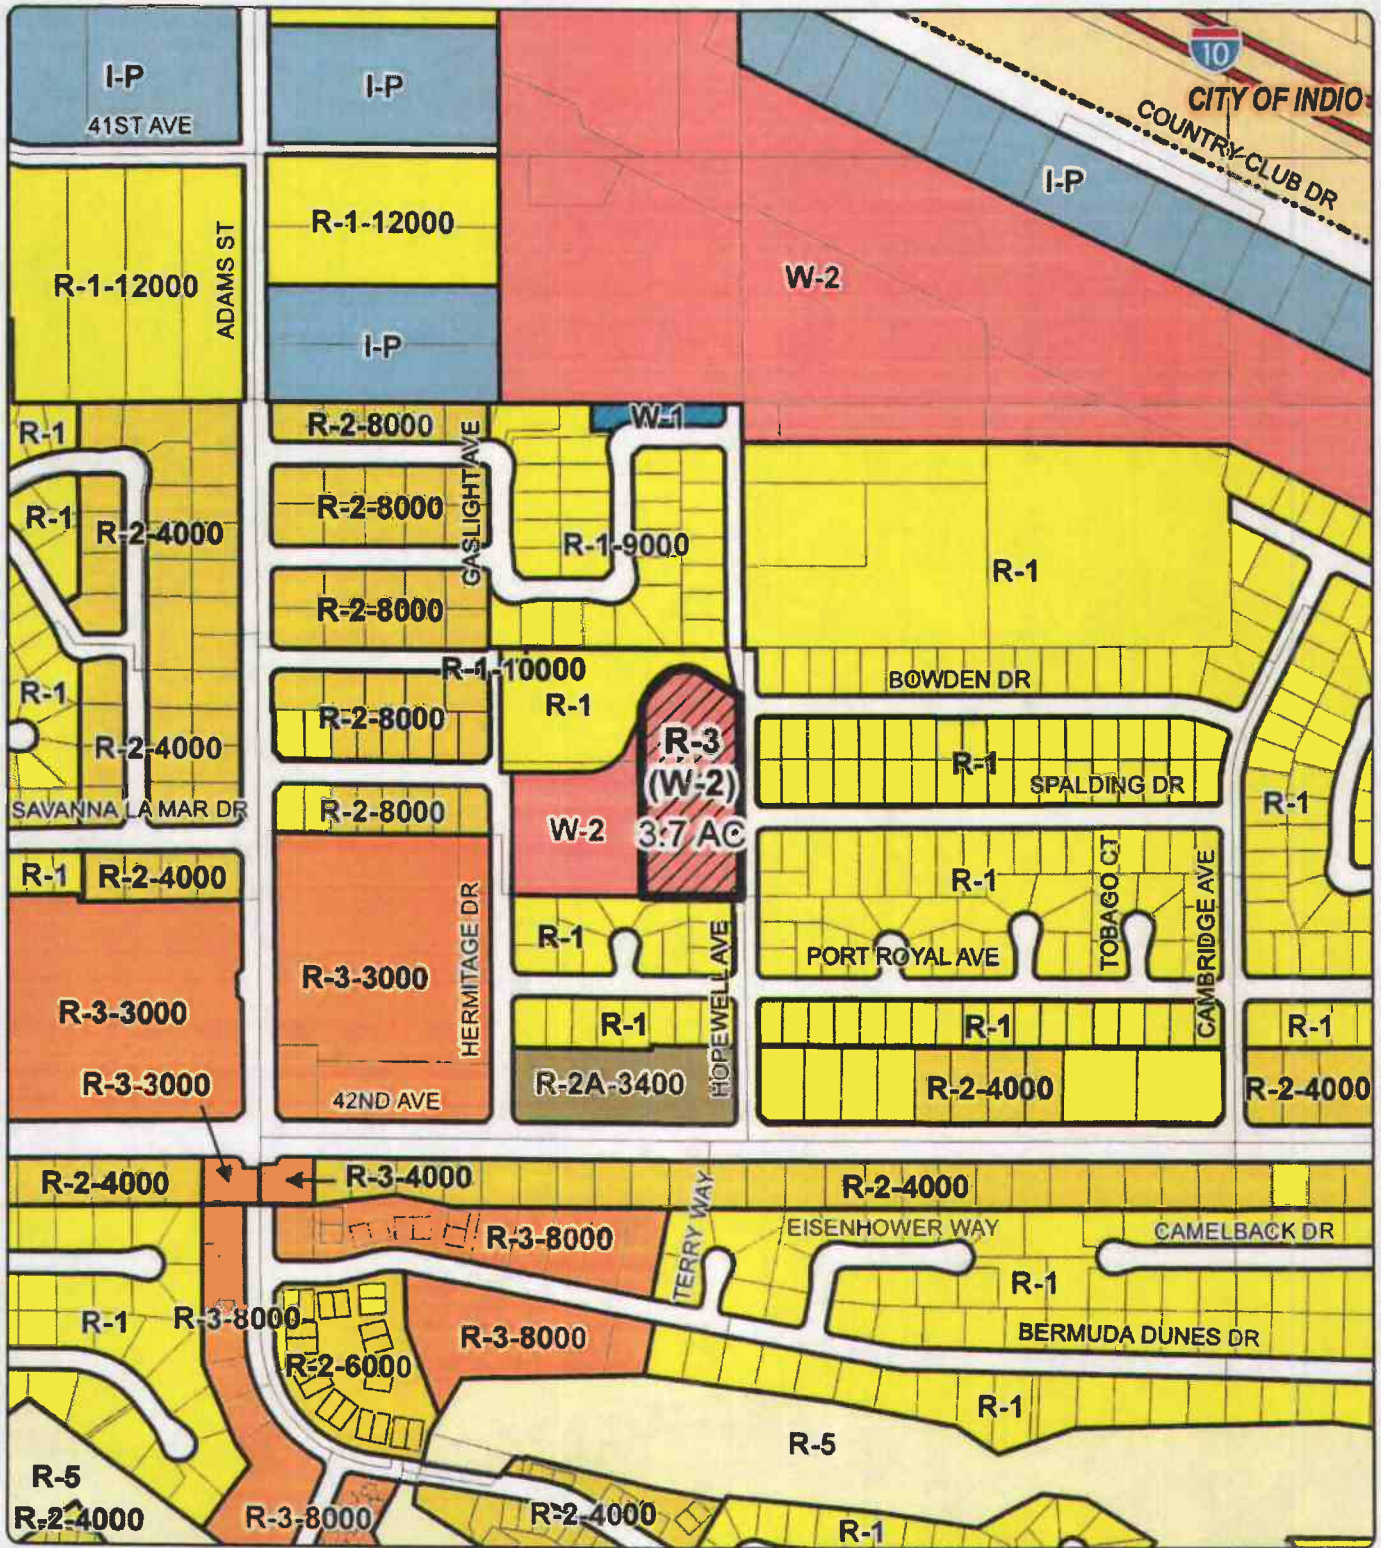 I-P
41ST AVE
I-P
10
CITY OF INDIO
COUNTRY CLUB DR
I-P
R-1-12000
ADAMS ST
R-1-12000
W-2
I-P
R-1
R-2-8000
GASLIGHT AVE
W-1
R-2-8000
R-1
R-2-4000
R-1-9000
R-1
R-2-8000
R-1-10000
BOWDEN DR
R-1
R-1
R-2-8000
R-3
(W-2)
3.7 AC
R-2-4000
R-1
SPALDING DR
R-1
SAVANNA LA MAR DR
R-2-8000
W-2
R-1
R-2-4000
R-1
TOBAGO CT
CAMBRIDGE AVE
HERMITAGE DR
R-1
HOPEWELL AVE
PORT ROYAL AVE
R-3-3000
R-3-3000
R-1
R-1
R-1
R-3-3000
42ND AVE
R-2A-3400
R-2-4000
R-2-4000
R-2-4000
R-3-4000
R-2-4000
TERRY WAY
R-3-8000
EISENHOWER WAY
CAMELBACK DR
R-1
R-1
R-3-8000
R-3-8000
BERMUDA DUNES DR
R-2-6000
R-1
R-5
R-5
R-2-4000
R-3-8000
R-2-4000
R-1